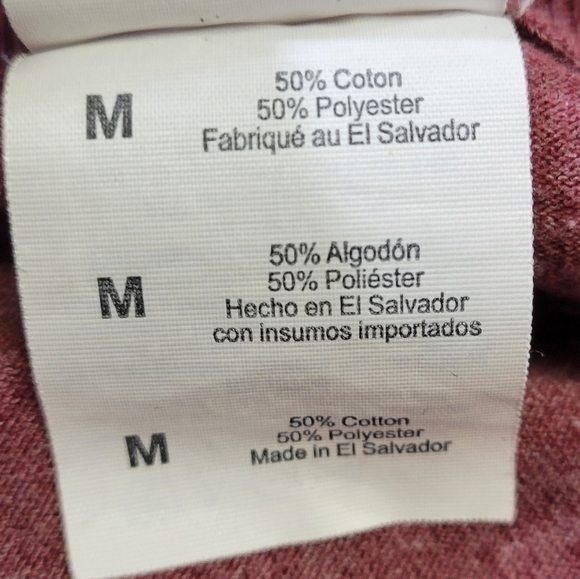 M
50% Coton
50% Polyester
Fabriqué au El Salvador
M
50% Algodón
50% Poliéster
Hecho en El Salvador
con insumos importados
M
50% Cotton
50% Polyester
Made in El Salvador